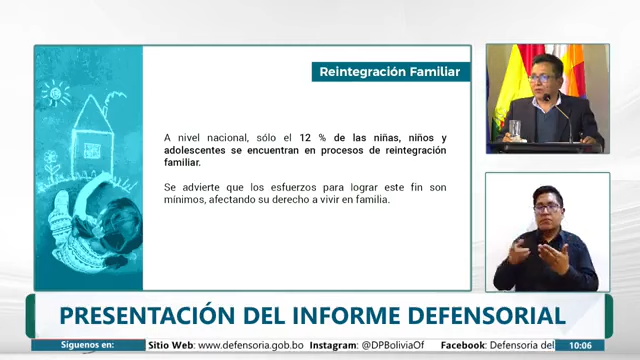 Reintegración Familiar
A nivel nacional, sólo el 12 % de las niñas, niños y
adolescentes se encuentran en procesos de reintegración
familiar.
Se advierte que los esfuerzos para lograr este fin son
mínimos, afectando su derecho a vivir en familia.
PRESENTACIÓN DEL INFORME DEFENSORIAL
Síguenos en: Sitio Web: www.defensoria.gob.bo Instagram: @DPBoliviaOf Facebook: Defensoría del 10:06